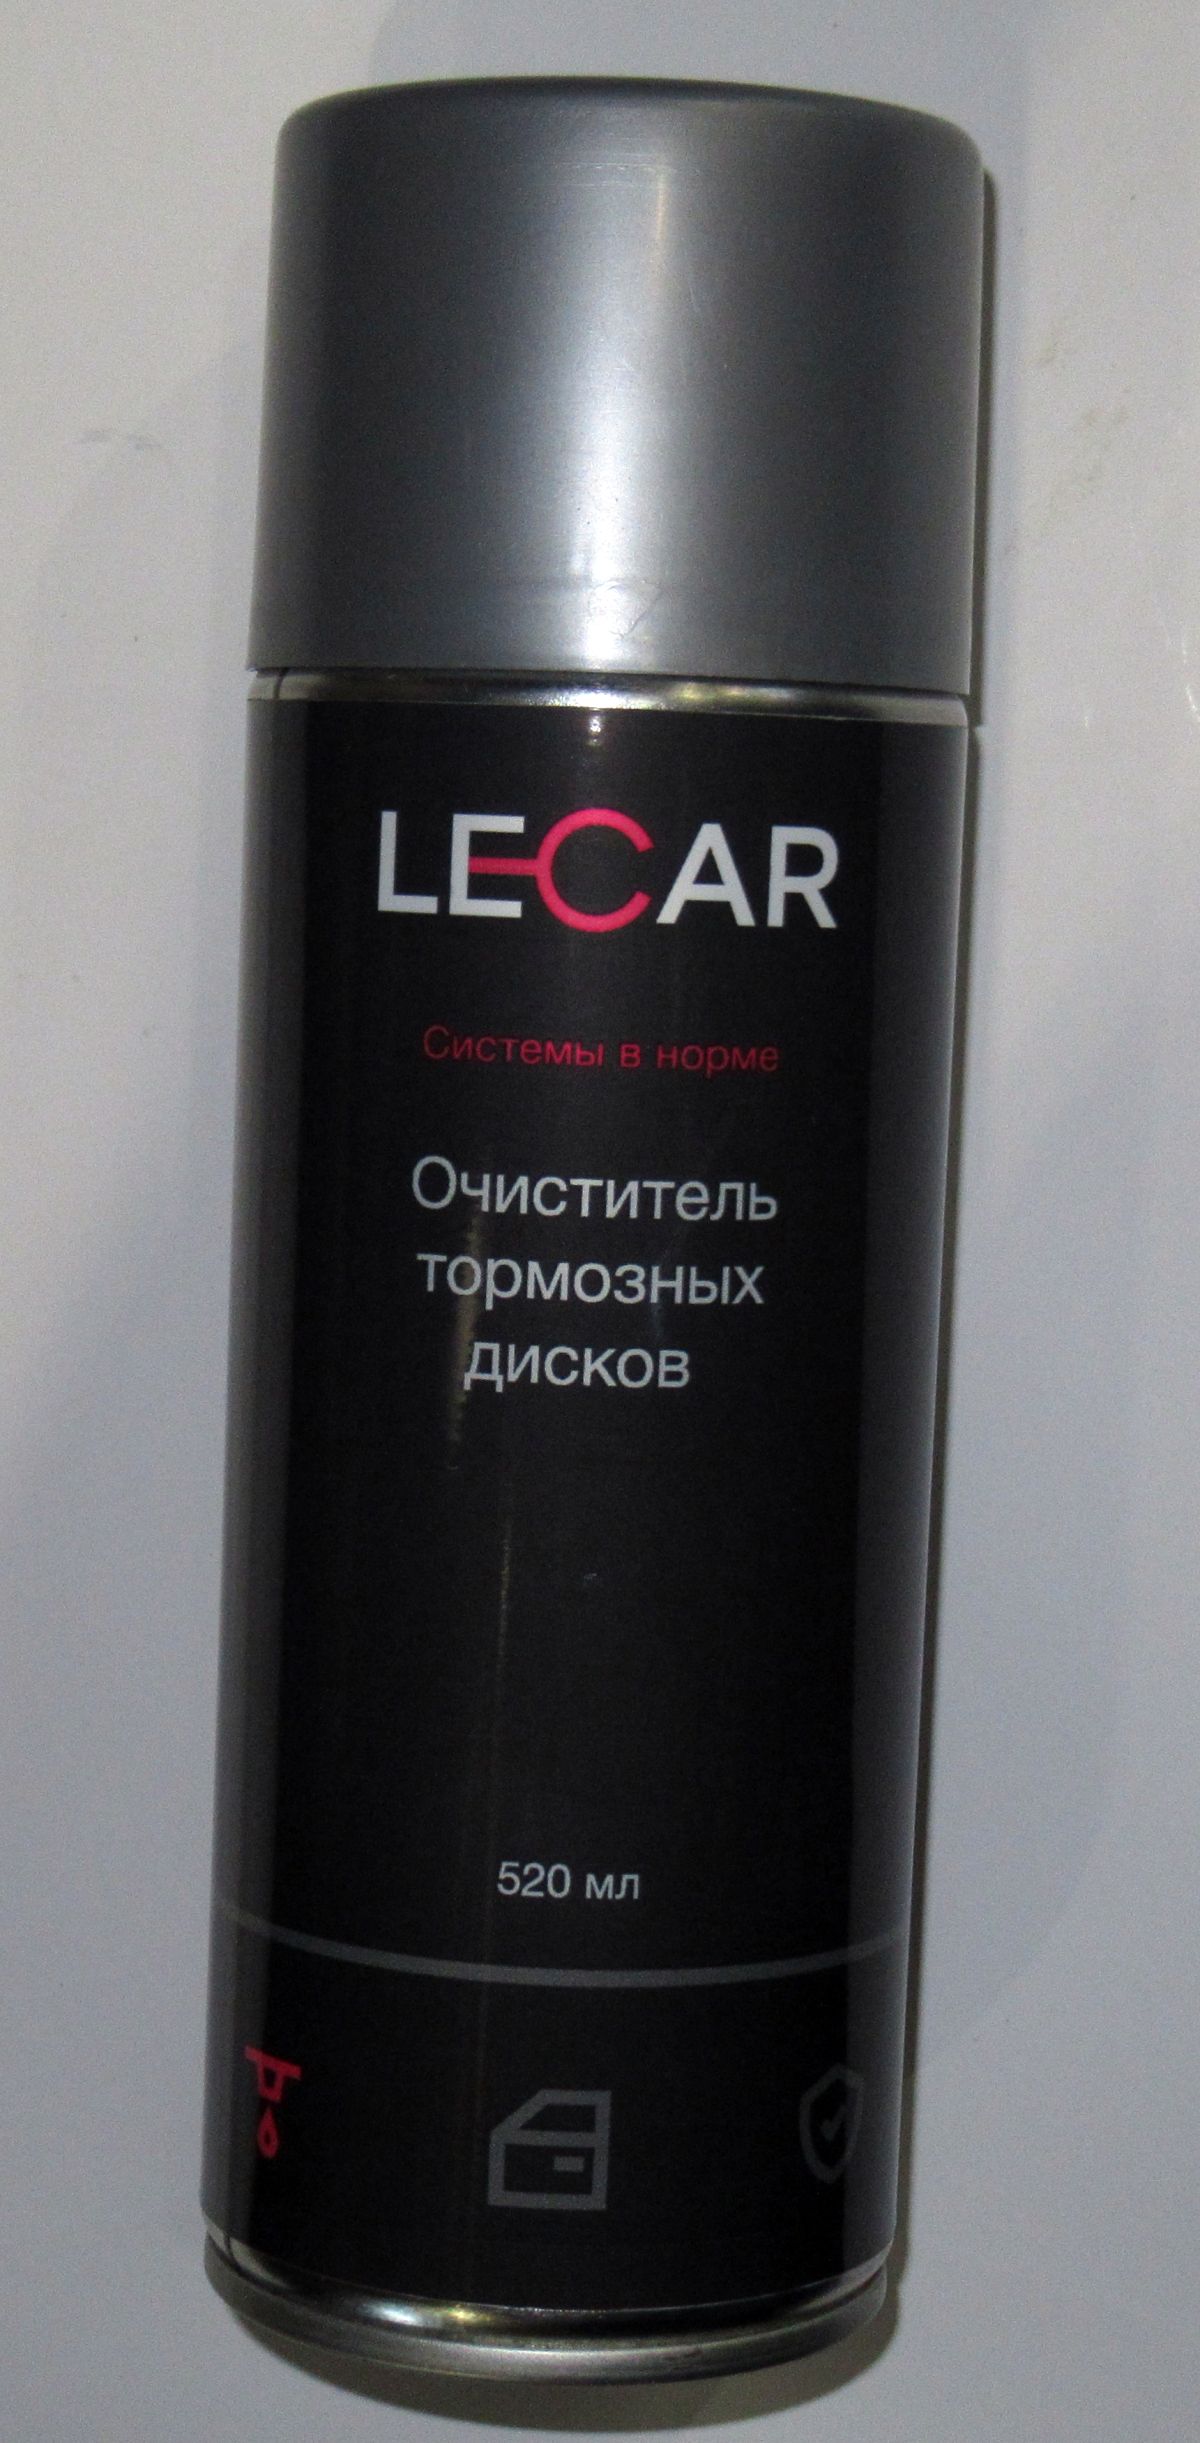 LECAR
Системы в норме
Очиститель
тормозных
дисков
520 мл